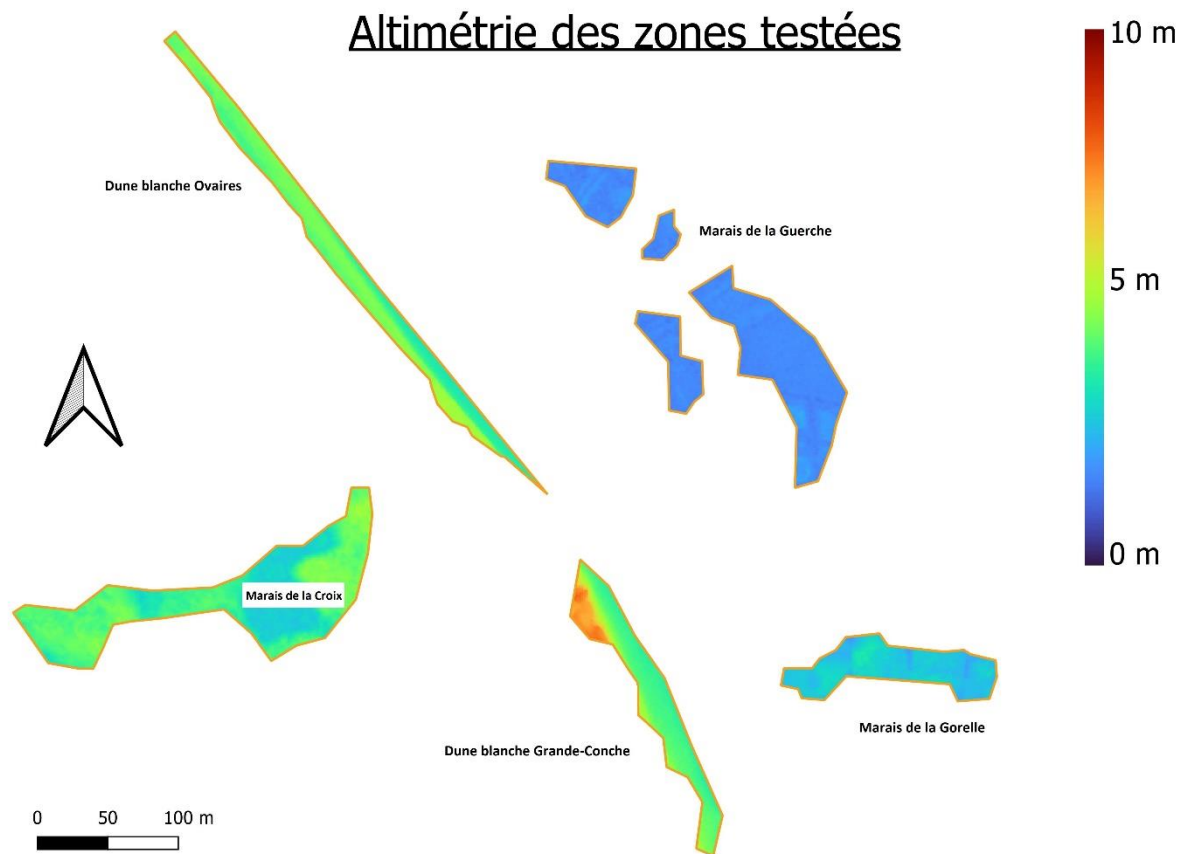 Altimétrie des zones testées
10 m
Dune blanche Ovaires
Marais de la Guerche
5 m
0 m
Marais de la Croix
Marais de la Gorelle
Dune blanche Grande-Conche
0 50 100 m